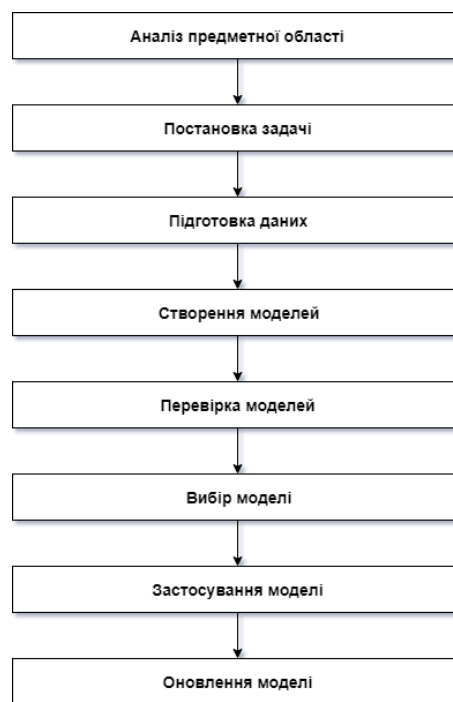 Аналіз предметної області
Постановка задачі
Підготовка даних
Створення моделей
Перевірка моделей
Вибір моделі
Застосування моделі
Оновлення моделі